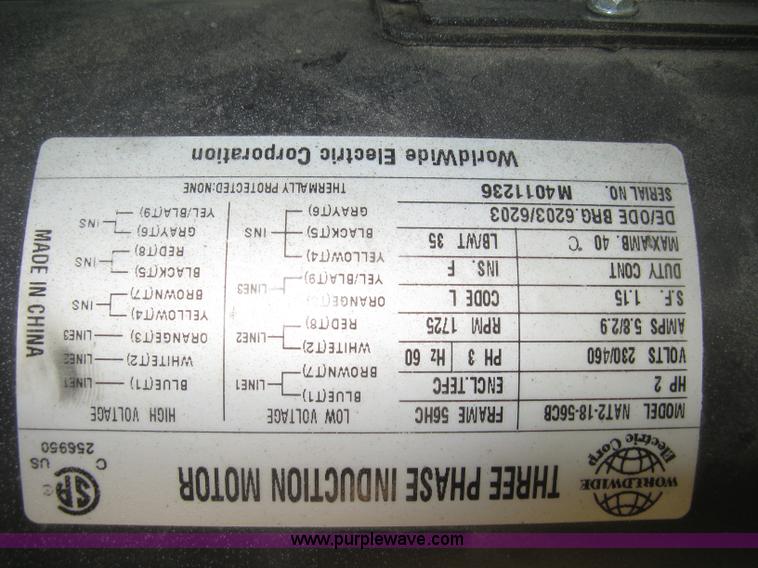 WORLDWIDE
Electric Corp
THREE PHASE INDUCTION MOTOR
SA
C US
256950
MODEL NAT2-18-56CB FRAME 56HC
HP 2 ENCL.TEFC
VOLTS 230/460 PH 3 Hz 60
AMPS 5.8/2.9 RPM 1725
S.F. 1.15 CODE L
DUTY CONT INS. F
MAX.AMB. 40 °C LB/WT 35
DE/ODE BRG.6203/6203
SERIAL NO. M4011236
LOW VOLTAGE
BLUE(T1)
BROWN(T7) LINE1
WHITE(T2)
RED(T8) LINE2
ORANGE(T3)
YEL/BLA(T9) LINE3
YELLOW(T4)
BLACK(T5) INS
GRAY(T6)
THERMALLY PROTECTED:NONE
HIGH VOLTAGE
BLUE(T1) LINE1
WHITE(T2) LINE2
ORANGE(T3) LINE3
YELLOW(T4)
BROWN(T7) INS
BLACK(T5)
RED(T8) INS
GRAY(T6)
YEL/BLA(T9) INS
MADE IN CHINA
WorldWide Electric Corporation
www.purplewave.com